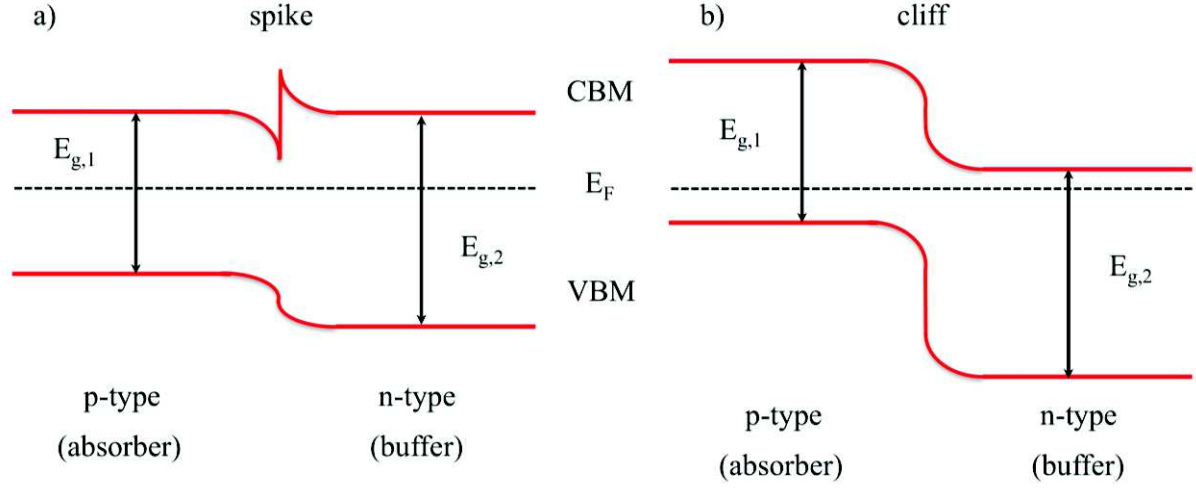 a)
spike
b)
cliff
CBM
E_g,1
E_F
E_g,2
VBM
E_g,1
E_g,2
p-type
(absorber)
n-type
(buffer)
p-type
(absorber)
n-type
(buffer)